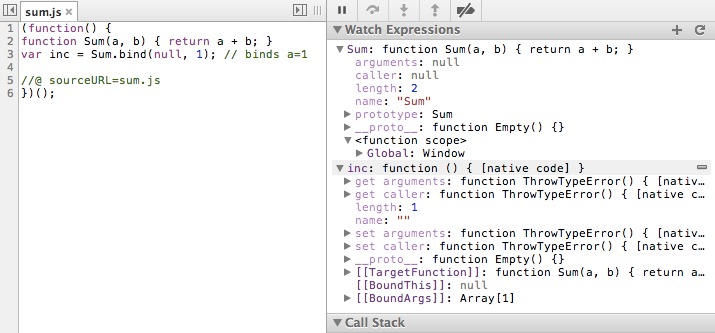 sum.js ×
1 (function() {
2 function Sum(a, b) { return a + b; }
3 var inc = Sum.bind(null, 1); // binds a=1
4
5 //@ sourceURL=sum.js
6 })();
Watch Expressions
Sum: function Sum(a, b) { return a + b; }
arguments: null
caller: null
length: 2
name: "Sum"
prototype: Sum
__proto__: function Empty() {}
<function scope>
Global: Window
inc: function () { [native code] }
get arguments: function ThrowTypeError() { [nativ…
get caller: function ThrowTypeError() { [native c…
length: 1
name: ""
set arguments: function ThrowTypeError() { [nativ…
set caller: function ThrowTypeError() { [native c…
__proto__: function Empty() {}
[[TargetFunction]]: function Sum(a, b) { return a…
[[BoundThis]]: null
[[BoundArgs]]: Array[1]
Call Stack